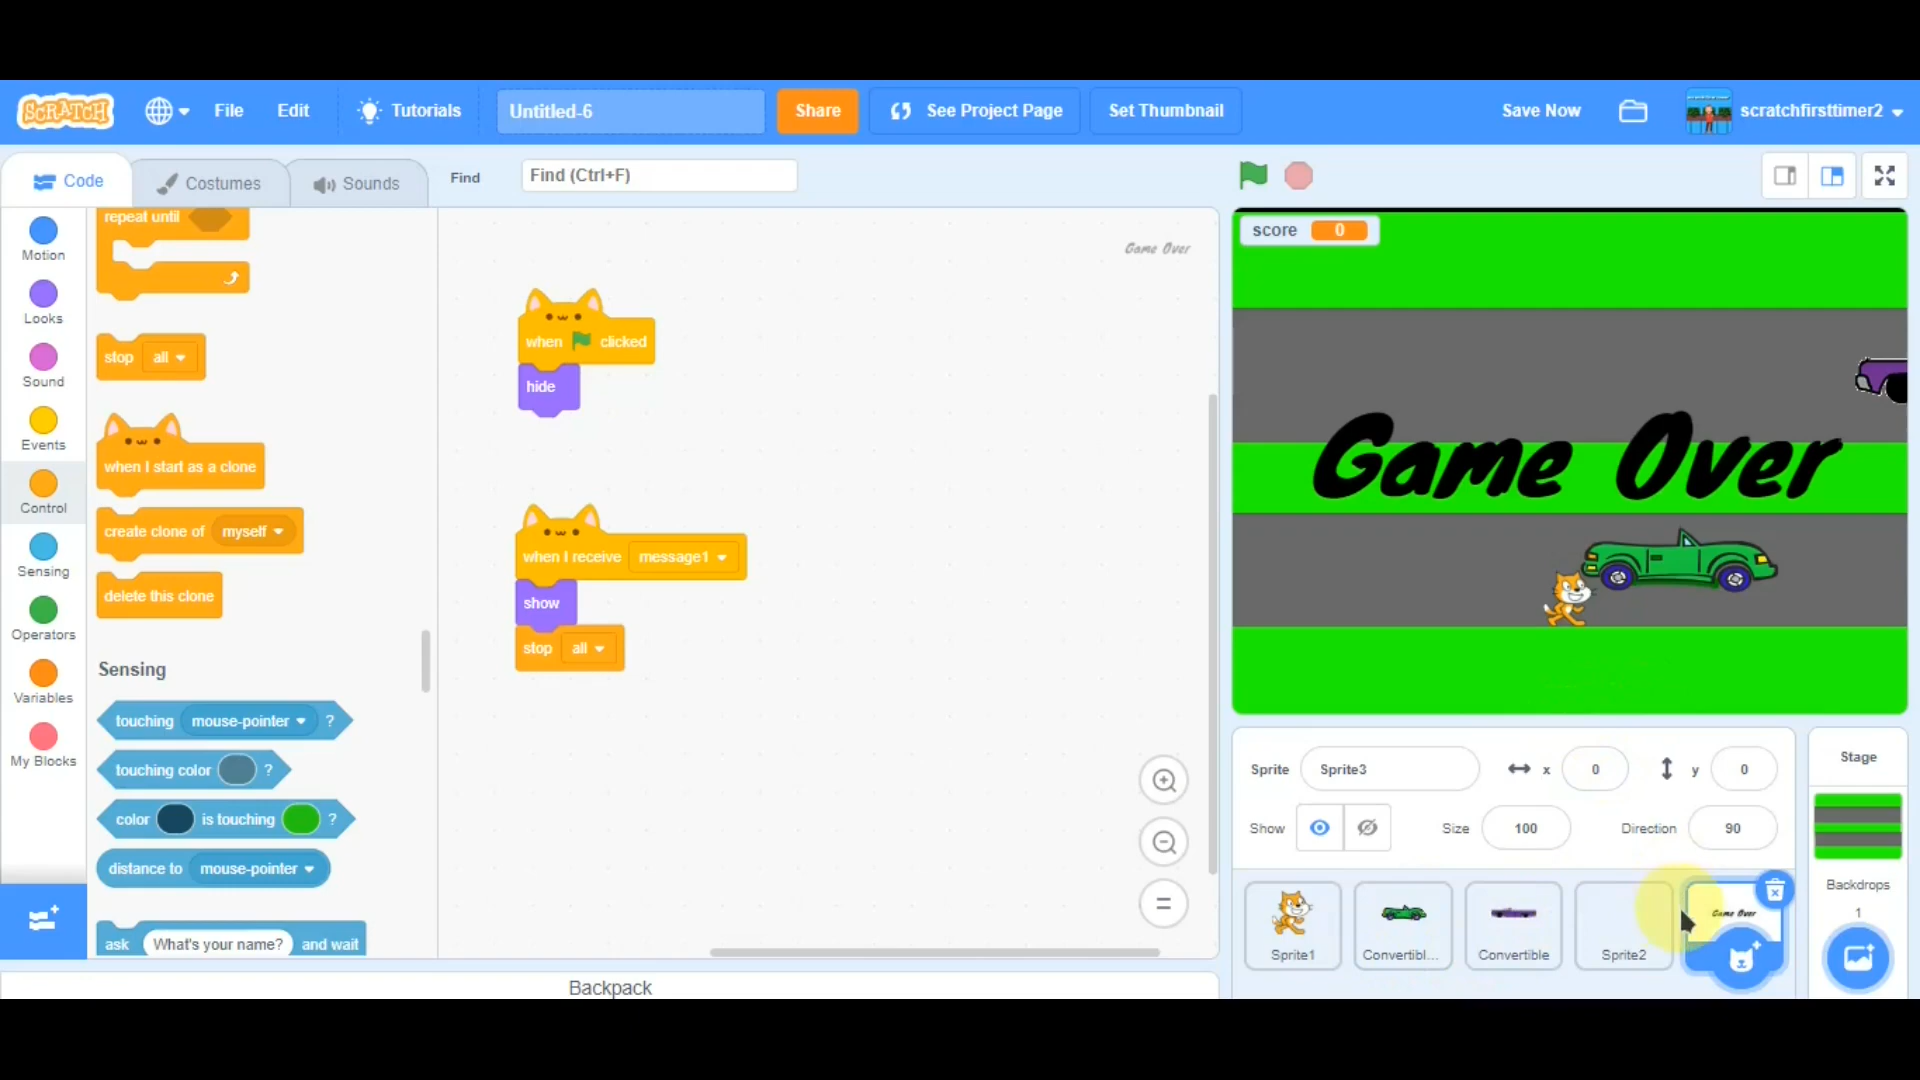 SCRATCH File Edit Tutorials Untitled-6 Share See Project Page Set Thumbnail Save Now scratchfirsttimer2
Code Costumes Sounds Find Find (Ctrl+F)
Motion
Looks
Sound
Events
Control
Sensing
Operators
Variables
My Blocks
repeat until
stop all
when I start as a clone
create clone of myself
delete this clone
Sensing
touching mouse-pointer ?
touching color ?
color is touching ?
distance to mouse-pointer
ask What's your name? and wait
Game Over
when clicked
hide
when I receive message1
show
stop all
Backpack
score 0
Game Over
Sprite Sprite3 x 0 y 0
Show Size 100 Direction 90
Sprite1 Convertibl... Convertible Sprite2 Game Over
Stage
Backdrops
1